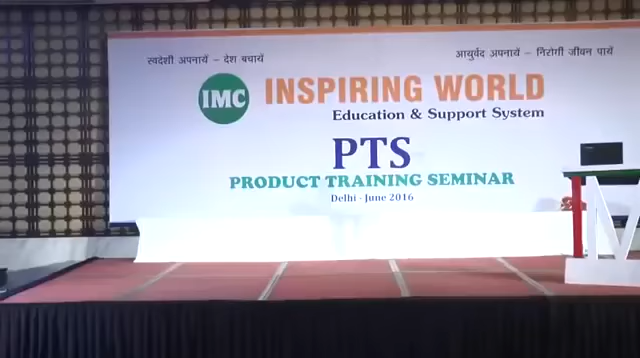 स्वदेशी अपनायें – देश बचायें
आयुर्वेद अपनायें – निरोगी जीवन पायें
IMC
INSPIRING WORLD
Education & Support System
PTS
PRODUCT TRAINING SEMINAR
Delhi - June 2016